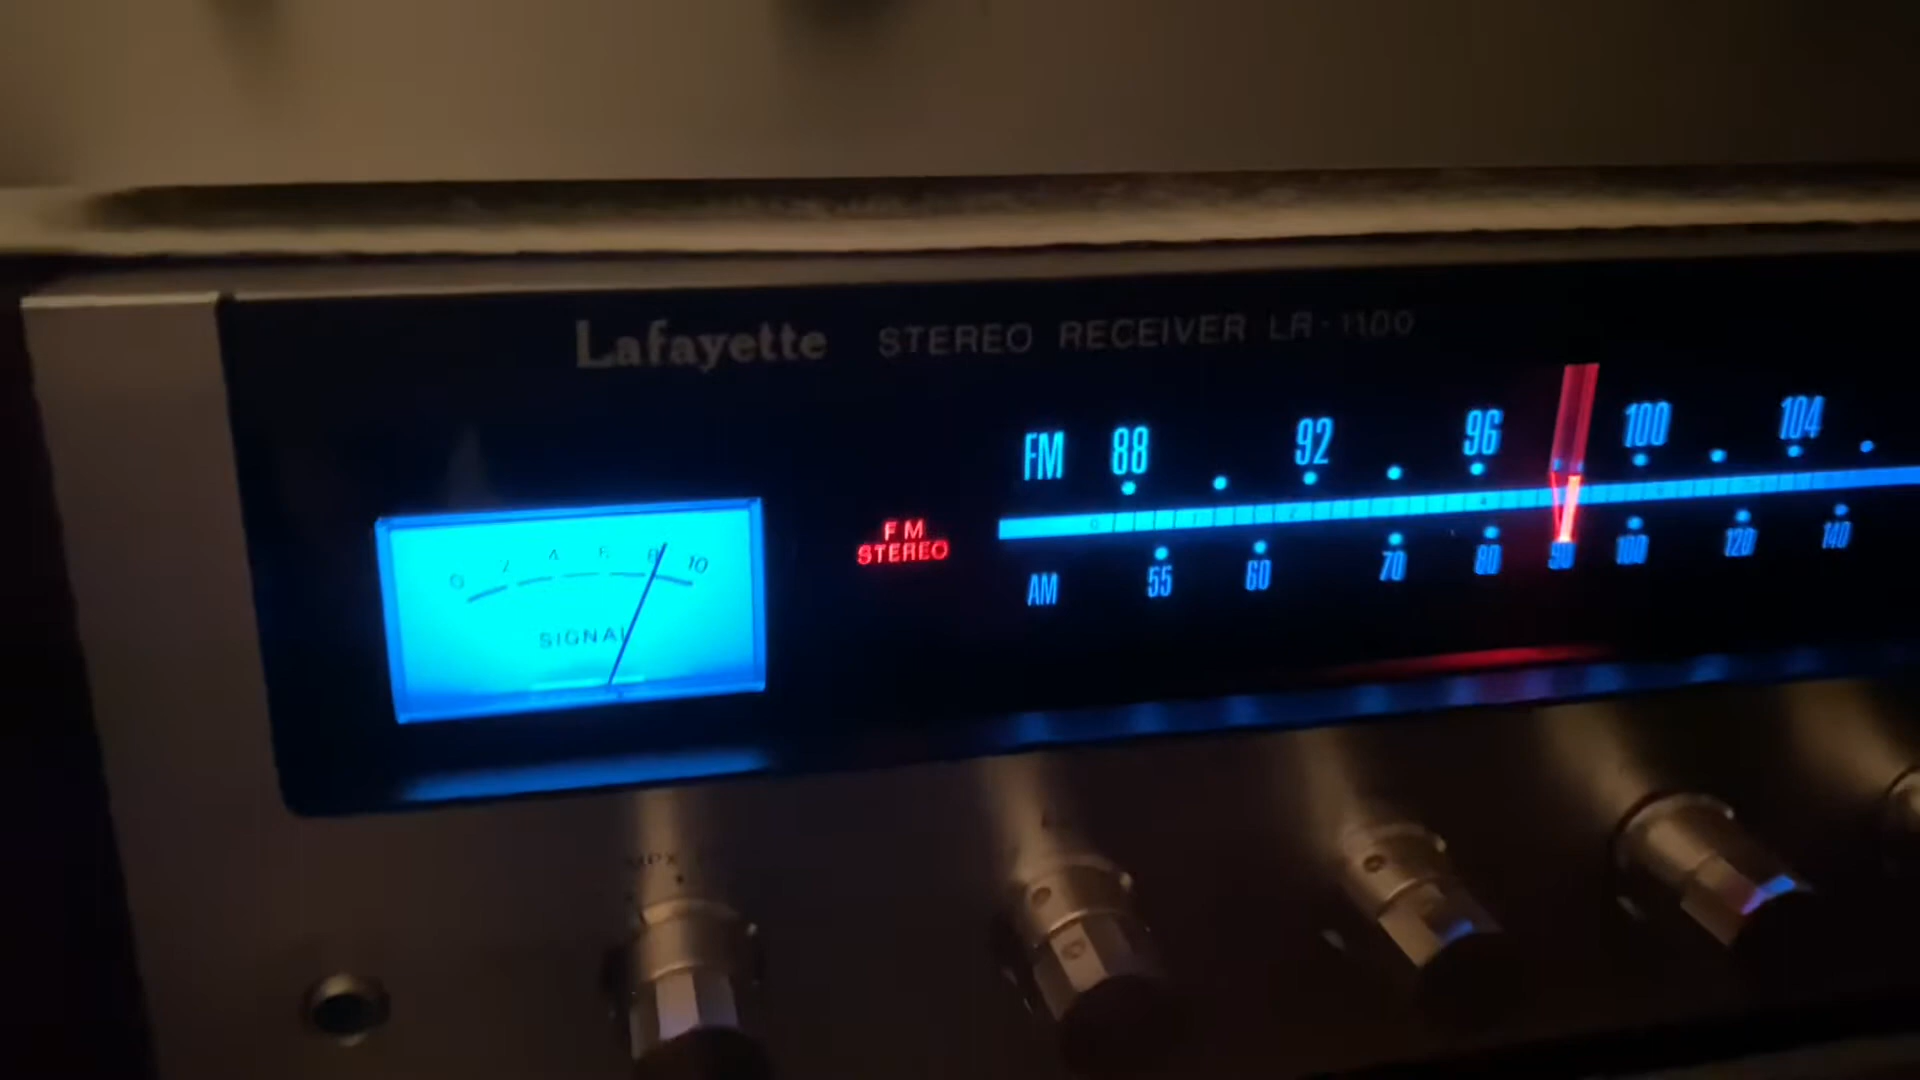 Lafayette STEREO RECEIVER LR-1100
FM 88 92 96 100 104
0 2 4 6 8 10
SIGNAL
FM
STEREO
AM 55 60 70 80 90 100 120 140
MPX